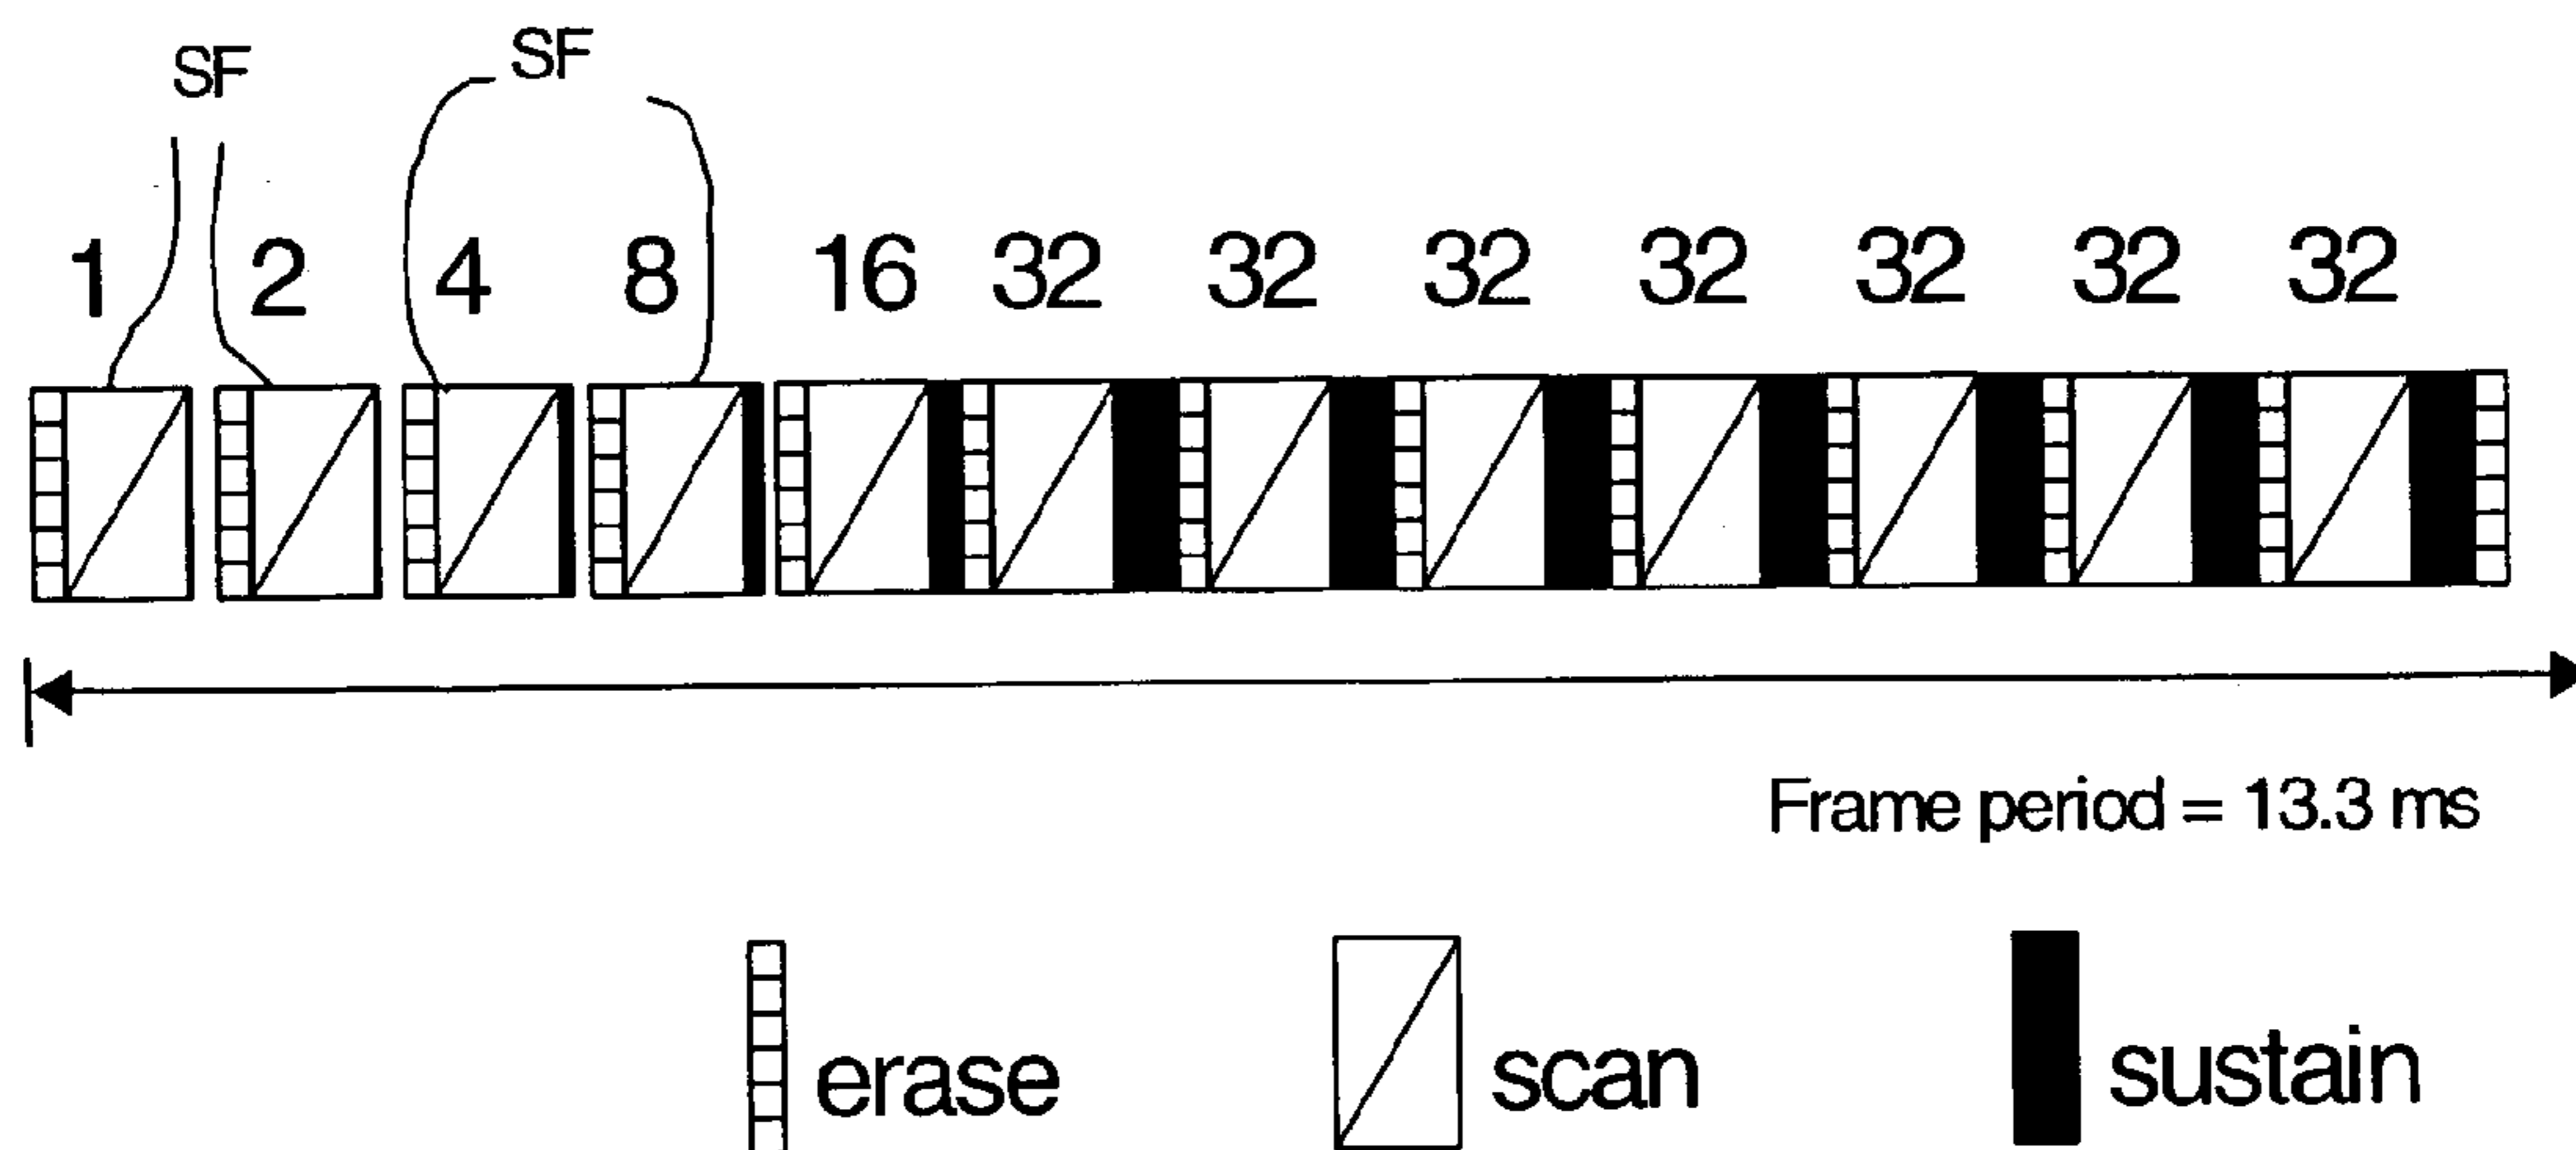 SF SF
1 2 4 8 16 32 32 32 32 32 32 32
Frame period = 13.3 ms
erase scan sustain